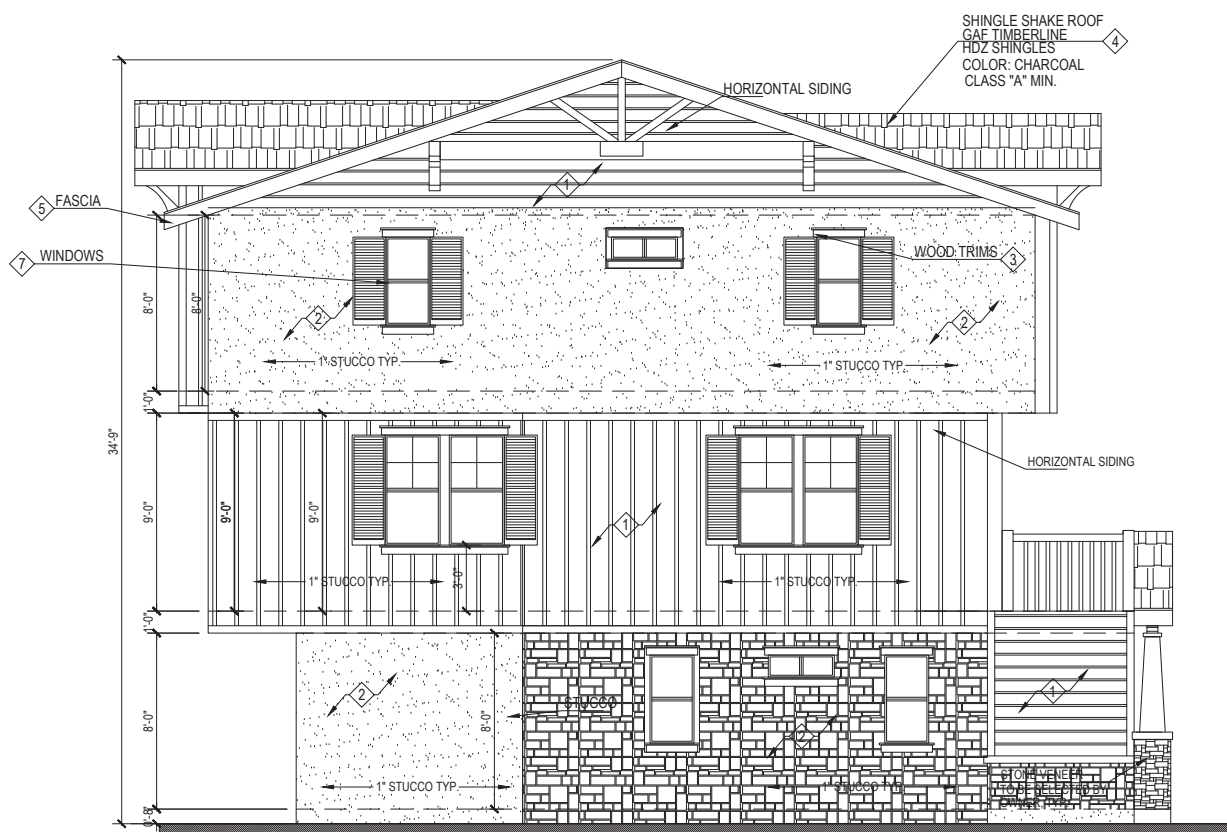 SHINGLE SHAKE ROOF
GAF TIMBERLINE
HDZ SHINGLES
COLOR: CHARCOAL
CLASS "A" MIN.
4
HORIZONTAL SIDING
1
5 FASCIA
7 WINDOWS
WOOD TRIMS 3
2
2
8'-0"
8'-0"
1" STUCCO TYP.
1" STUCCO TYP.
1'-0"
34'-9"
HORIZONTAL SIDING
9'-0"
9'-0"
9'-0"
1
1" STUCCO TYP.
3'-0"
1" STUCCO TYP.
1'-0"
2
1
STUCCO
8'-0"
8'-0"
2
1" STUCCO TYP.
1" STUCCO TYP.
STONE VENEER
TO BE SELECTED BY
OWNER TYP.
0'-8"